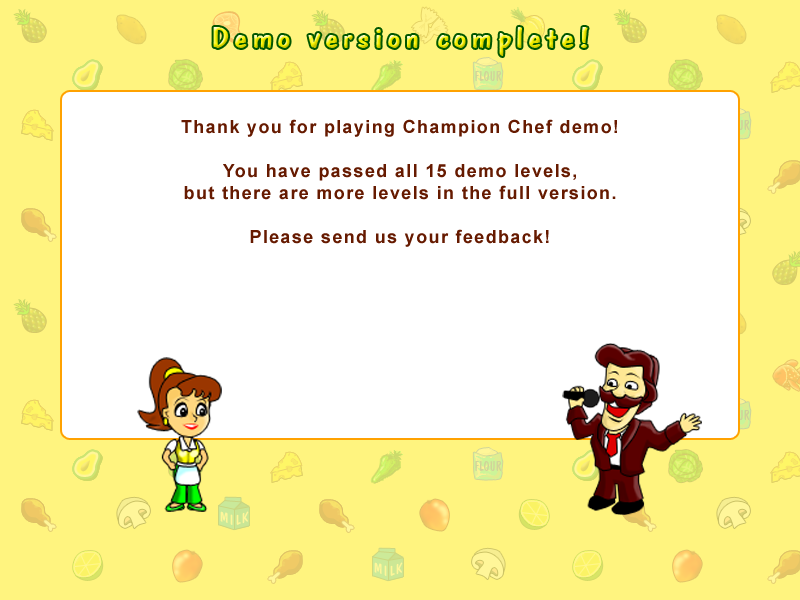 Demo version complete!
Thank you for playing Champion Chef demo!
You have passed all 15 demo levels,
but there are more levels in the full version.
Please send us your feedback!
FLOUR
FLOUR
MILK
MILK